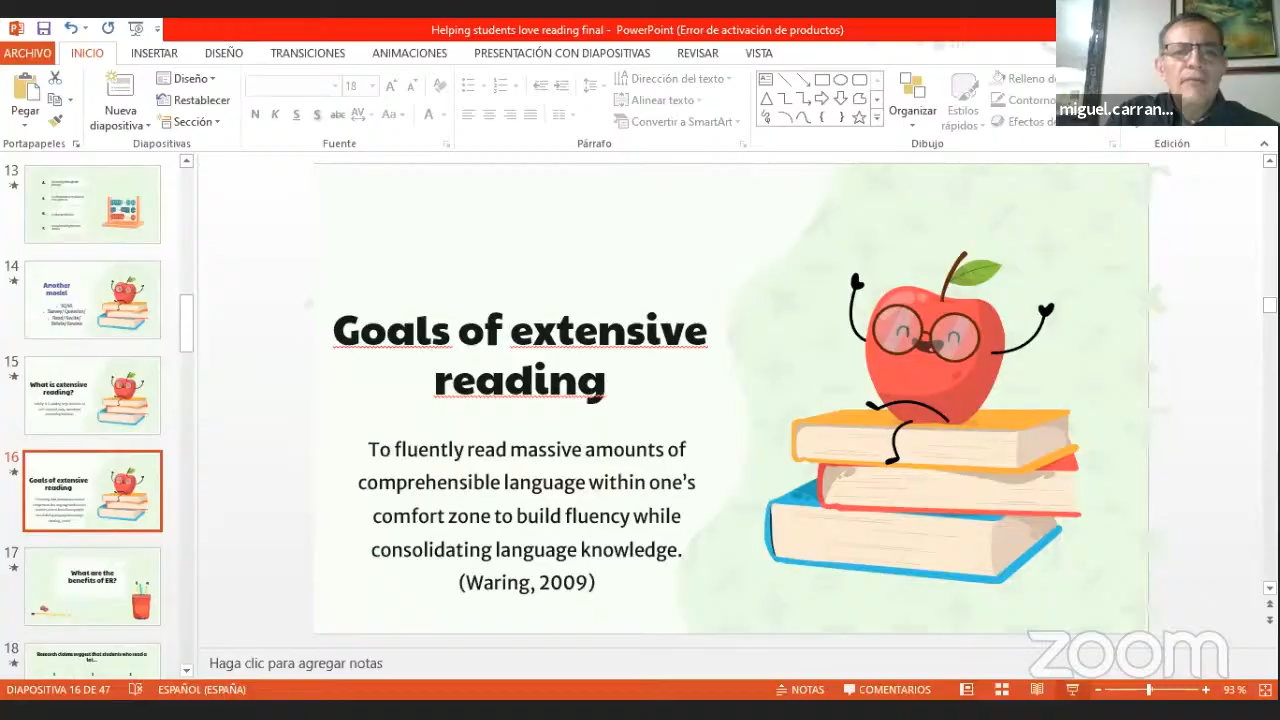 Helping students love reading final - PowerPoint (Error de activación de productos)
ARCHIVO INICIO INSERTAR DISEÑO TRANSICIONES ANIMACIONES PRESENTACIÓN CON DIAPOSITIVAS REVISAR VISTA
miguel.carran...
Pegar
Nueva diapositiva
Diseño
Restablecer
Sección
18
N K S S abc AV Aa A
Dirección del texto
Alinear texto
Convertir a SmartArt
Organizar
Estilos rápidos
Relleno d
Contorno
Efectos d
Portapapeles Diapositivas Fuente Párrafo Dibujo Edición
13
14
Another model
15
What is extensive reading?
16
Goals of extensive reading
17
What are the benefits of ER?
18
Goals of extensive
reading
To fluently read massive amounts of
comprehensible language within one's
comfort zone to build fluency while
consolidating language knowledge.
(Waring, 2009)
zoom
Haga clic para agregar notas
DIAPOSITIVA 16 DE 47 ESPAÑOL (ESPAÑA) NOTAS COMENTARIOS 93 %